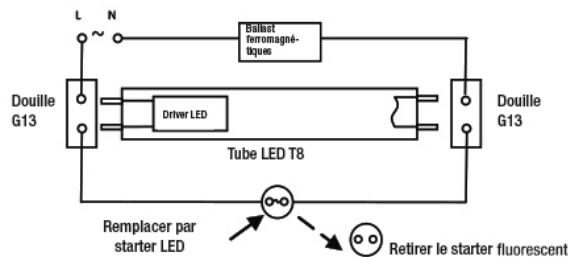 L N
~
Ballast
ferromagné-
tiques
Douille
G13
Driver LED
Douille
G13
Tube LED T8
Remplacer par
starter LED
Retirer le starter fluorescent